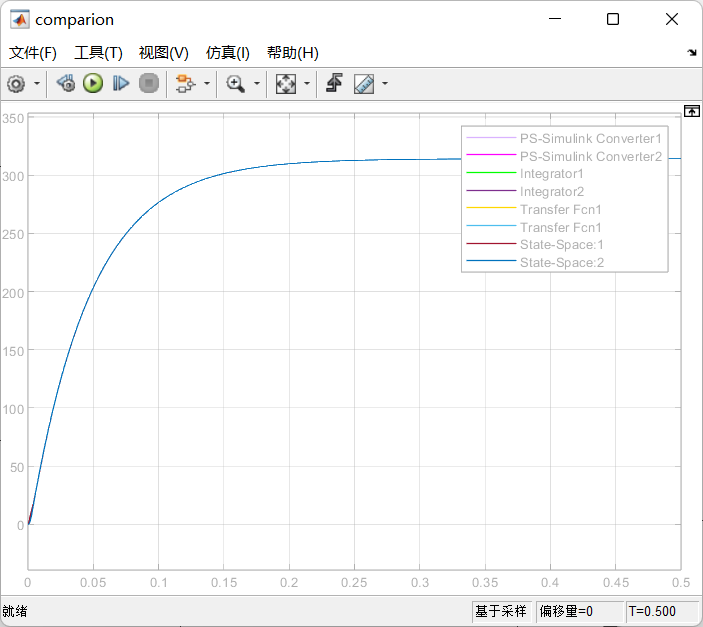 comparion
文件(F) 工具(T) 视图(V) 仿真(I) 帮助(H)
350
300
250
200
150
100
50
0
PS-Simulink Converter1
PS-Simulink Converter2
Integrator1
Integrator2
Transfer Fcn1
Transfer Fcn1
State-Space:1
State-Space:2
0 0.05 0.1 0.15 0.2 0.25 0.3 0.35 0.4 0.45 0.5
就绪 基于采样 偏移量=0 T=0.500